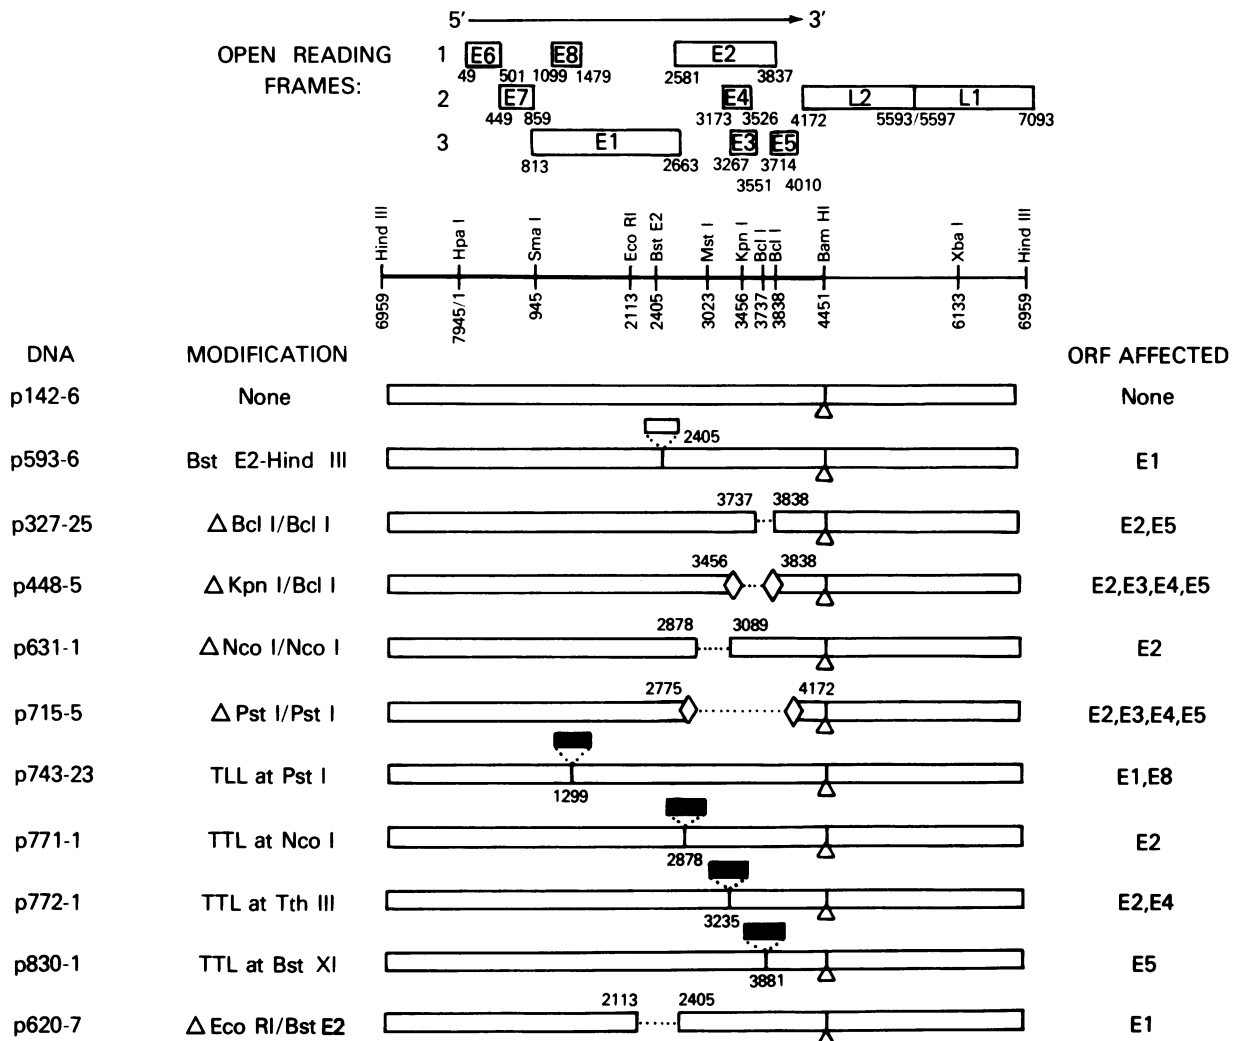 5′ 3′
OPEN READING FRAMES:
1 E6 E8 E2
49 501 1099 1479 2581 3837
2 E7 E4 L2 L1
449 859 3173 3526 4172 5593/5597 7093
3 E1 E3 E5
813 2663 3267 3714
3551 4010
Hind III Hpa I Sma I Eco RI Bst E2 Mst I Kpn I Bcl I Bcl I Bam HI Xba I Hind III
6959 7945/1 945 2113 2405 3023 3456 3737 3838 4451 6133 6959
DNA MODIFICATION ORF AFFECTED
p142-6 None None
2405
p593-6 Bst E2-Hind III E1
3737 3838
p327-25 △Bcl I/Bcl I E2,E5
3456 3838
p448-5 △Kpn I/Bcl I E2,E3,E4,E5
2878 3089
p631-1 △Nco I/Nco I E2
2775 4172
p715-5 △Pst I/Pst I E2,E3,E4,E5
p743-23 TLL at Pst I E1,E8
1299
p771-1 TTL at Nco I E2
2878
p772-1 TTL at Tth III E2,E4
3235
p830-1 TTL at Bst XI E5
3881
2113 2405
p620-7 △Eco RI/Bst E2 E1